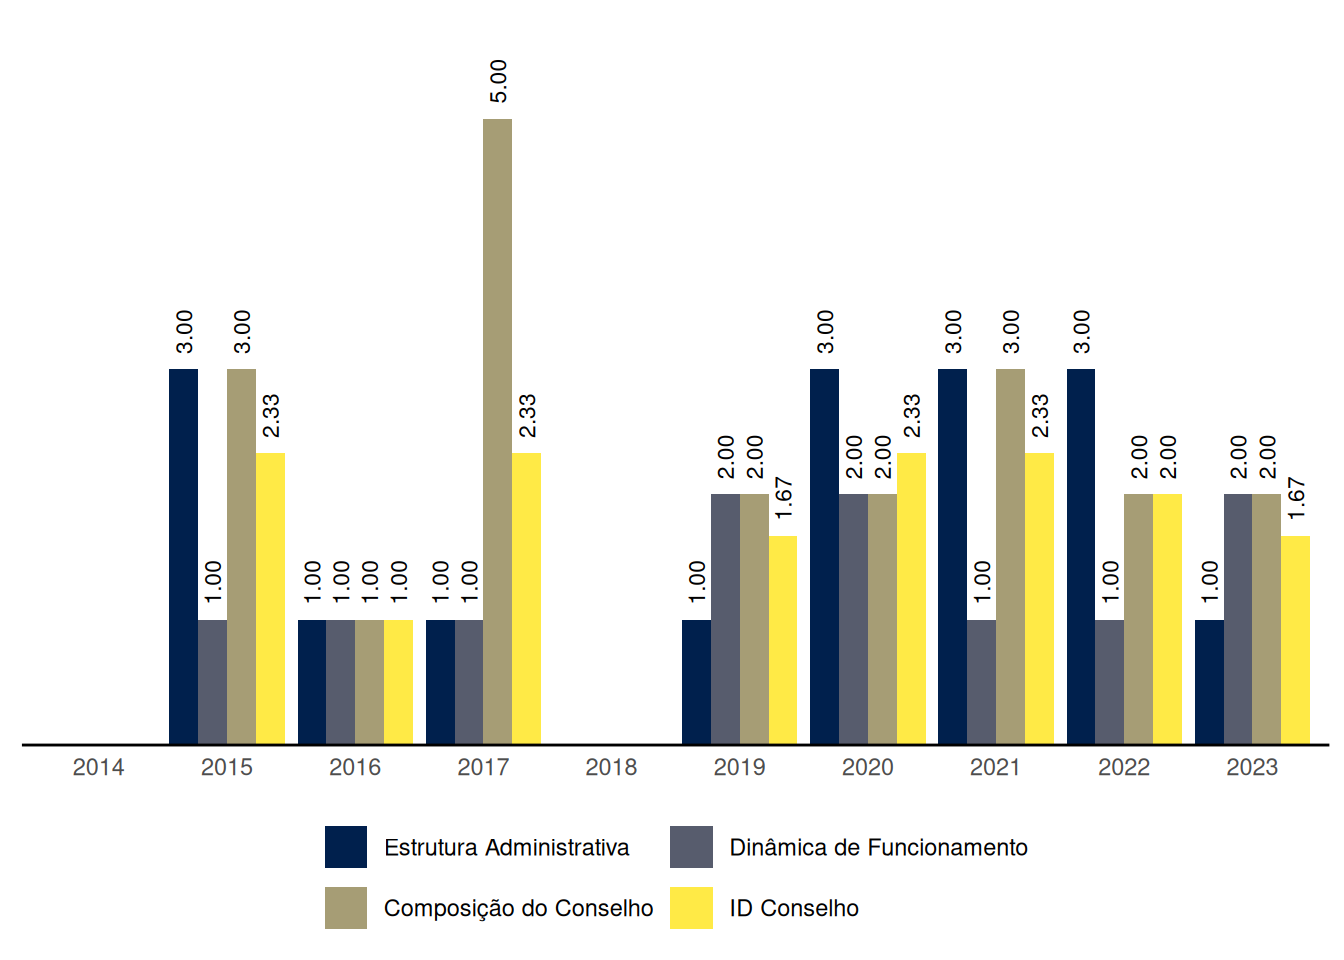 5.00
3.00 3.00 3.00 3.00 3.00 3.00
2.33 2.33 2.33 2.33
2.00 2.00 2.00 2.00 2.00 2.00 2.00 2.00
1.67 1.67
1.00 1.00 1.00 1.00 1.00 1.00 1.00 1.00 1.00 1.00 1.00
2014 2015 2016 2017 2018 2019 2020 2021 2022 2023
Estrutura Administrativa Dinâmica de Funcionamento
Composição do Conselho ID Conselho